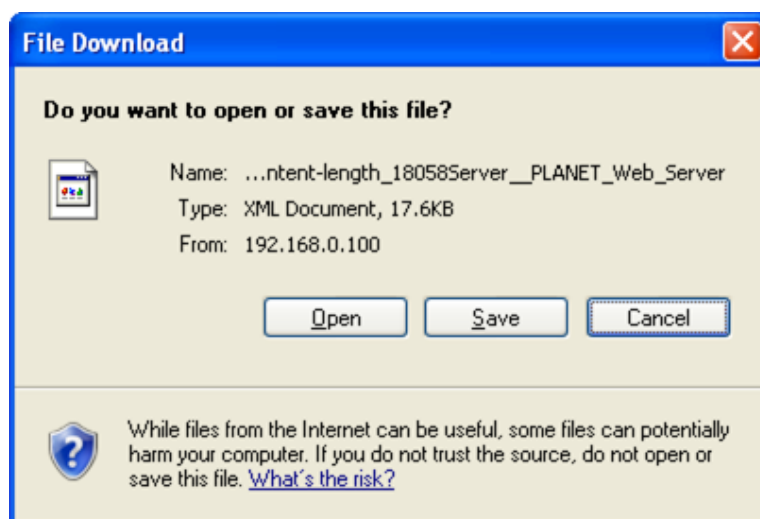 File Download
Do you want to open or save this file?
Name: ...ntent-length_18058Server__PLANET_Web_Server
Type: XML Document, 17.6KB
From: 192.168.0.100
Open Save Cancel
While files from the Internet can be useful, some files can potentially
harm your computer. If you do not trust the source, do not open or
save this file. What's the risk?